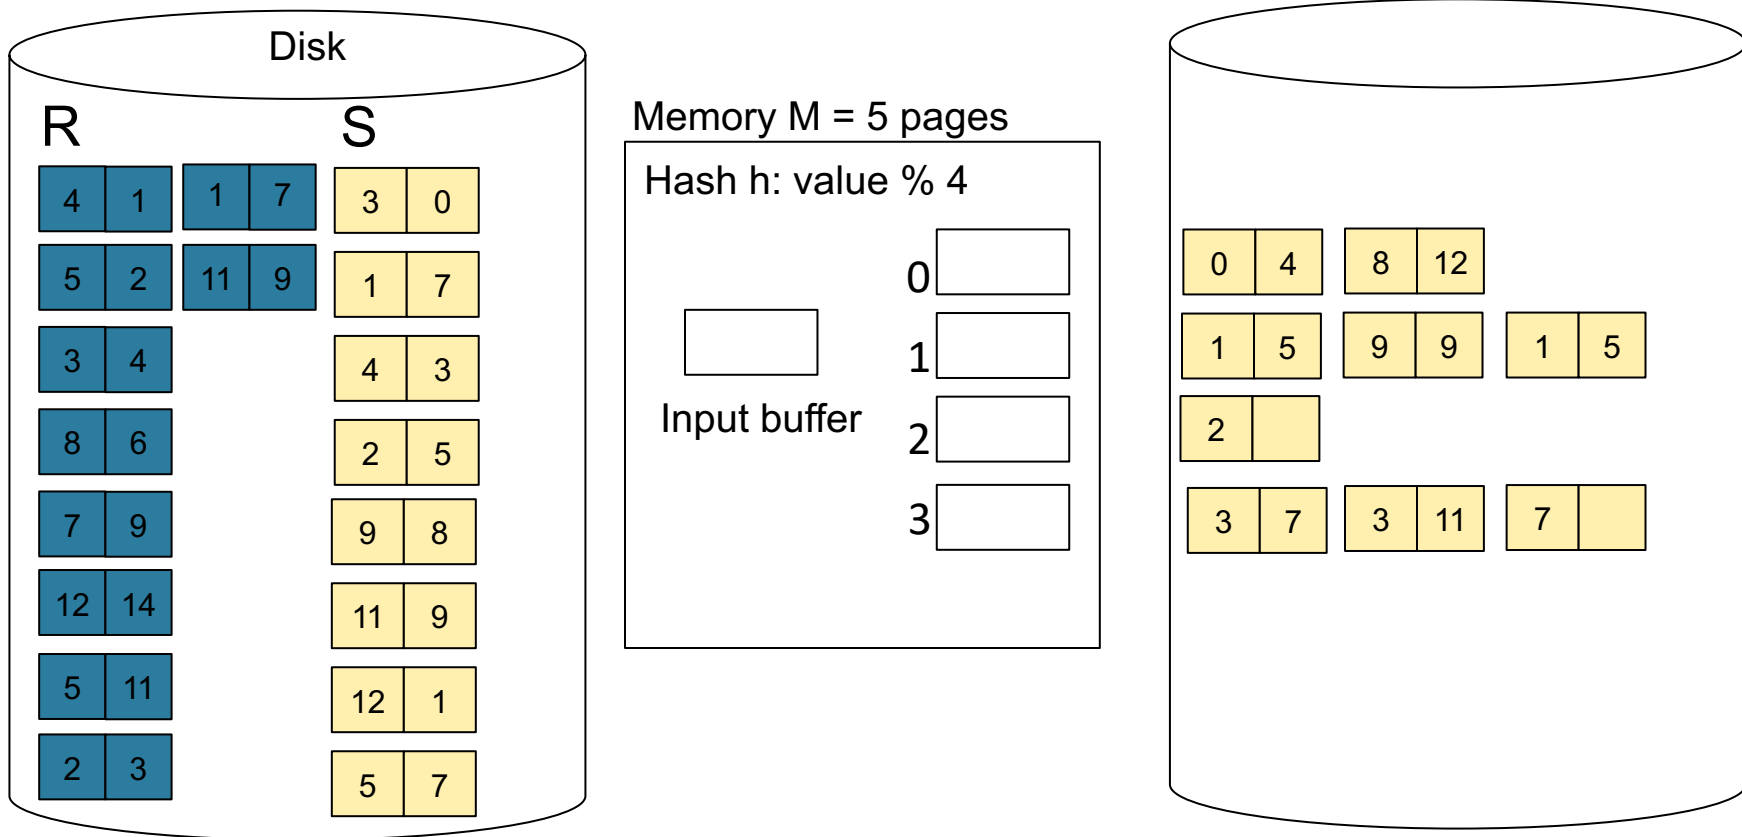 Disk
R S
4 1 1 7 3 0
5 2 11 9 1 7
3 4 4 3
8 6 2 5
7 9 9 8
12 14 11 9
5 11 12 1
2 3 5 7
Memory M = 5 pages
Hash h: value % 4
0
1
Input buffer
2
3
0 4 8 12
1 5 9 9 1 5
2
3 7 3 11 7